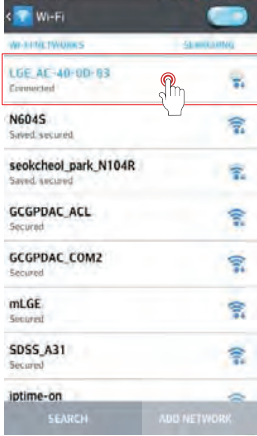 Wi-Fi
WI-FI NETWORKS SEARCHING
LGE_AC-40-0D-83
Connected
N604S
Saved, secured
seokcheol_park_N104R
Saved, secured
GCGPDAC_ACL
Secured
GCGPDAC_COM2
Secured
mLGE
Secured
SDSS_A31
Secured
iptime-on
SEARCH ADD NETWORK